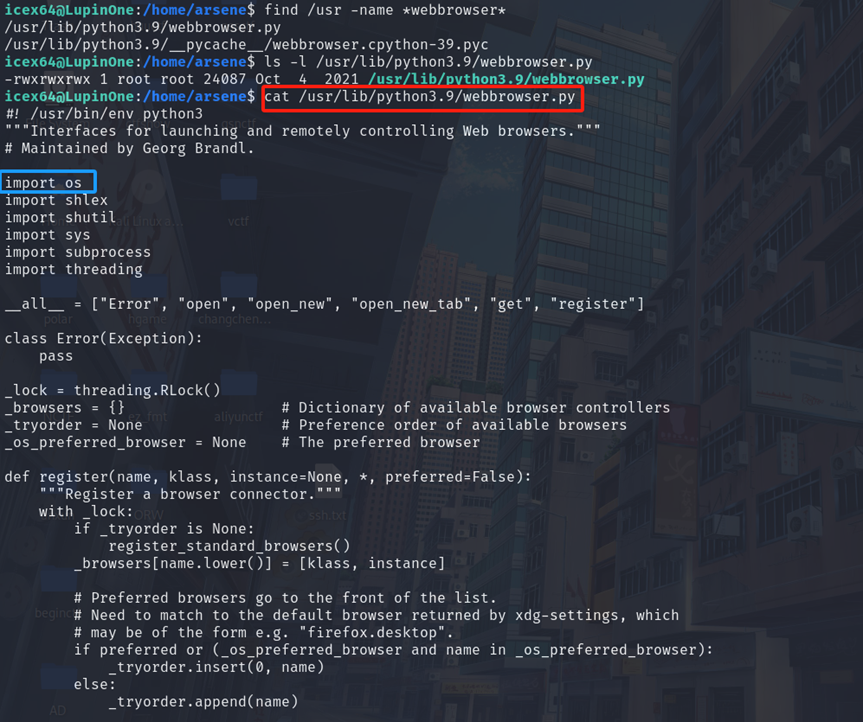 icex64@LupinOne:/home/arsene$ find /usr -name *webbrowser*
/usr/lib/python3.9/webbrowser.py
/usr/lib/python3.9/__pycache__/webbrowser.cpython-39.pyc
icex64@LupinOne:/home/arsene$ ls -l /usr/lib/python3.9/webbrowser.py
-rwxrwxrwx 1 root root 24087 Oct  4  2021 /usr/lib/python3.9/webbrowser.py
icex64@LupinOne:/home/arsene$ cat /usr/lib/python3.9/webbrowser.py
#! /usr/bin/env python3
"""Interfaces for launching and remotely controlling Web browsers."""
# Maintained by Georg Brandl.

import os
import shlex
import shutil
import sys
import subprocess
import threading

__all__ = ["Error", "open", "open_new", "open_new_tab", "get", "register"]

class Error(Exception):
    pass

_lock = threading.RLock()
_browsers = {}                  # Dictionary of available browser controllers
_tryorder = None                # Preference order of available browsers
_os_preferred_browser = None    # The preferred browser

def register(name, klass, instance=None, *, preferred=False):
    """Register a browser connector."""
    with _lock:
        if _tryorder is None:
            register_standard_browsers()
        _browsers[name.lower()] = [klass, instance]

        # Preferred browsers go to the front of the list.
        # Need to match to the default browser returned by xdg-settings, which
        # may be of the form e.g. "firefox.desktop".
        if preferred or (_os_preferred_browser and name in _os_preferred_browser):
            _tryorder.insert(0, name)
        else:
            _tryorder.append(name)
vctf
polar
hgame
changchen...
ez_fmt
aliyunctf
ssh.txt
AD